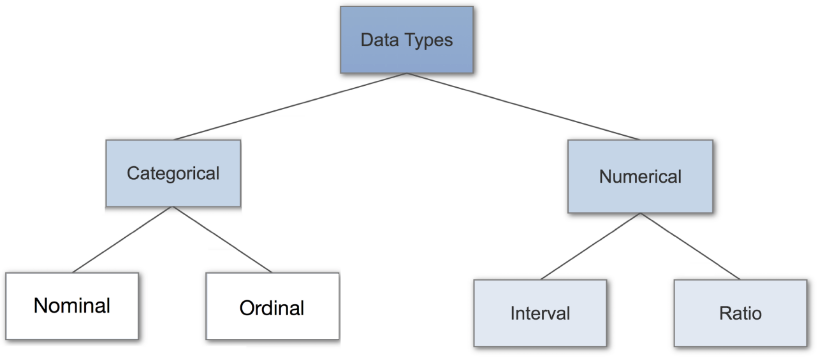 Data Types
Categorical
Numerical
Nominal
Ordinal
Interval
Ratio